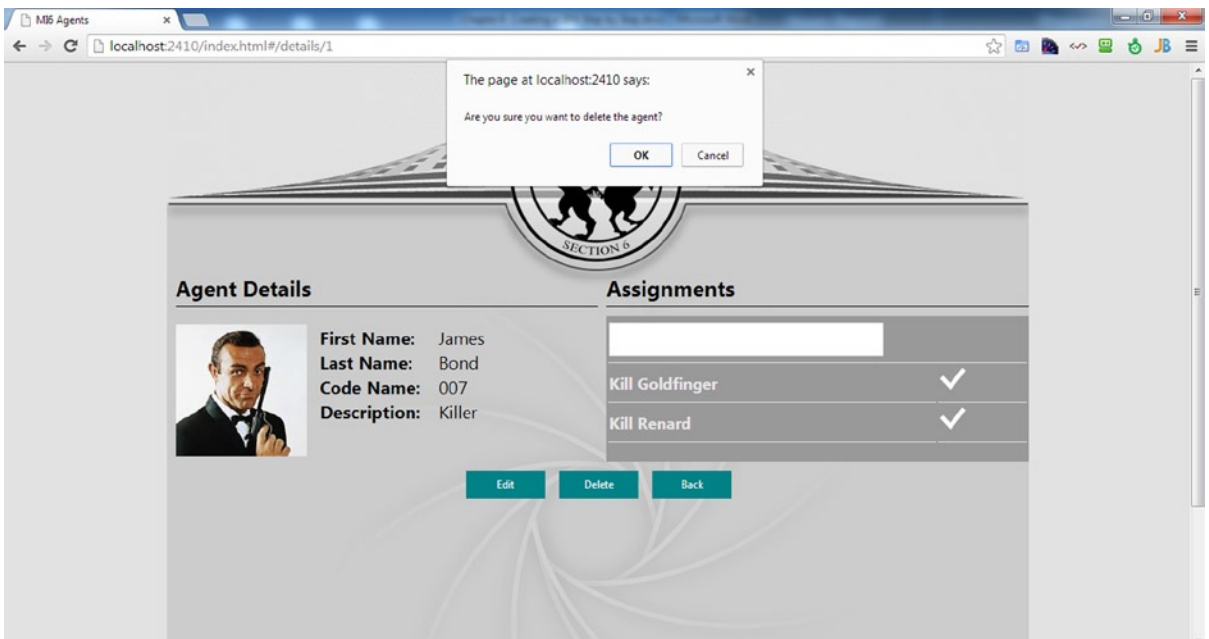 MI6 Agents
localhost:2410/index.html#/details/1
JB
The page at localhost:2410 says:
Are you sure you want to delete the agent?
OK Cancel
SECTION 6
Agent Details
Assignments
First Name: James
Last Name: Bond
Code Name: 007
Description: Killer
Kill Goldfinger
Kill Renard
Edit Delete Back